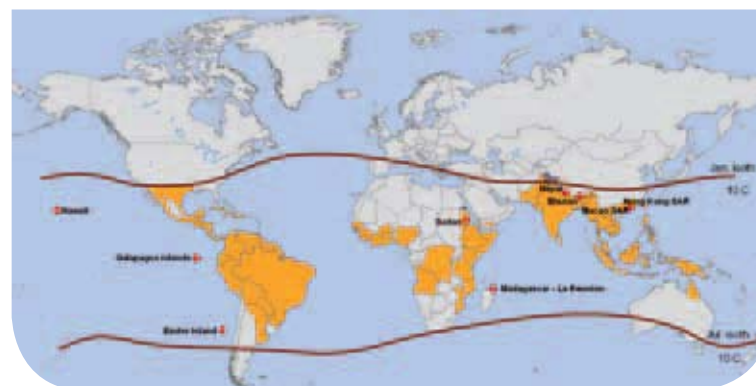 Jan. isoth.
10 C.
Nepal
Bhutan
Hong Kong SAR
Macao SAR
Hawaii
Sudan
Galapagos Islands
Madagascar - La Reunion
Easter Island
Jul. isoth.
10 C.